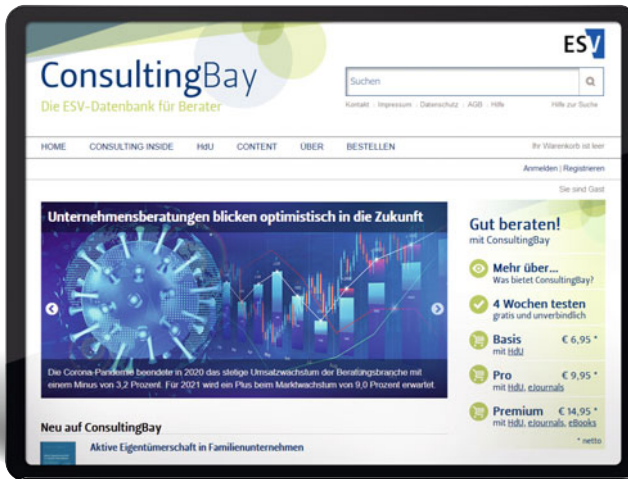 ESV
ConsultingBay
Die ESV-Datenbank für Berater
Suchen
Kontakt | Impressum | Datenschutz | AGB | Hilfe
Hilfe zur Suche
HOME CONSULTING INSIDE HdU CONTENT ÜBER BESTELLEN
Ihr Warenkorb ist leer
Anmelden | Registrieren
Sie sind Gast
Unternehmensberatungen blicken optimistisch in die Zukunft
Die Corona-Pandemie beendete in 2020 das stetige Umsatzwachstum der Beratungsbranche mit
einem Minus von 3,2 Prozent. Für 2021 wird ein Plus beim Marktwachstum von 9,0 Prozent erwartet.
Neu auf ConsultingBay
Aktive Eigentümerschaft in Familienunternehmen
Gut beraten!
mit ConsultingBay
Mehr über...
Was bietet ConsultingBay?
4 Wochen testen
gratis und unverbindlich
Basis € 6,95 *
mit HdU
Pro € 9,95 *
mit HdU, eJournals
Premium € 14,95 *
mit HdU, eJournals, eBooks
* netto